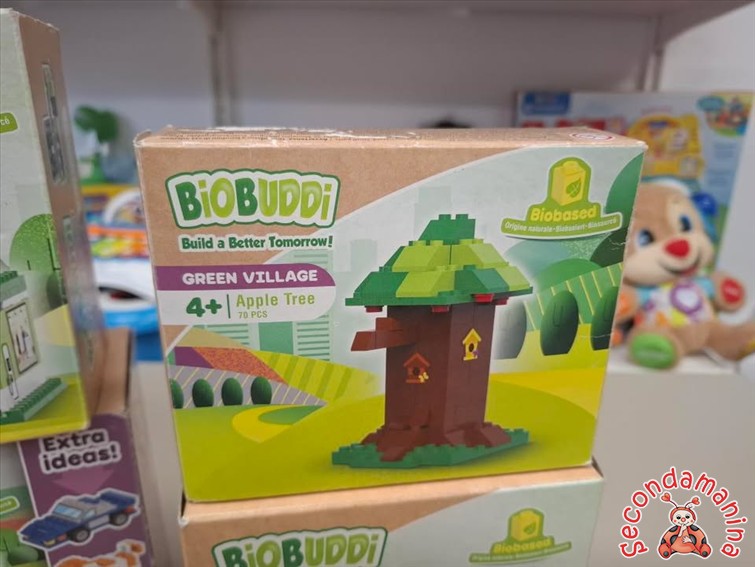 BiOBUDDi
Build a Better Tomorrow!
GREEN VILLAGE
4+ Apple Tree
70 PCS
Biobased
Origine naturale-Biobasiert-Biosourcé
Extra
ideas!
BiOBUDDi
Biobased
secondamanina